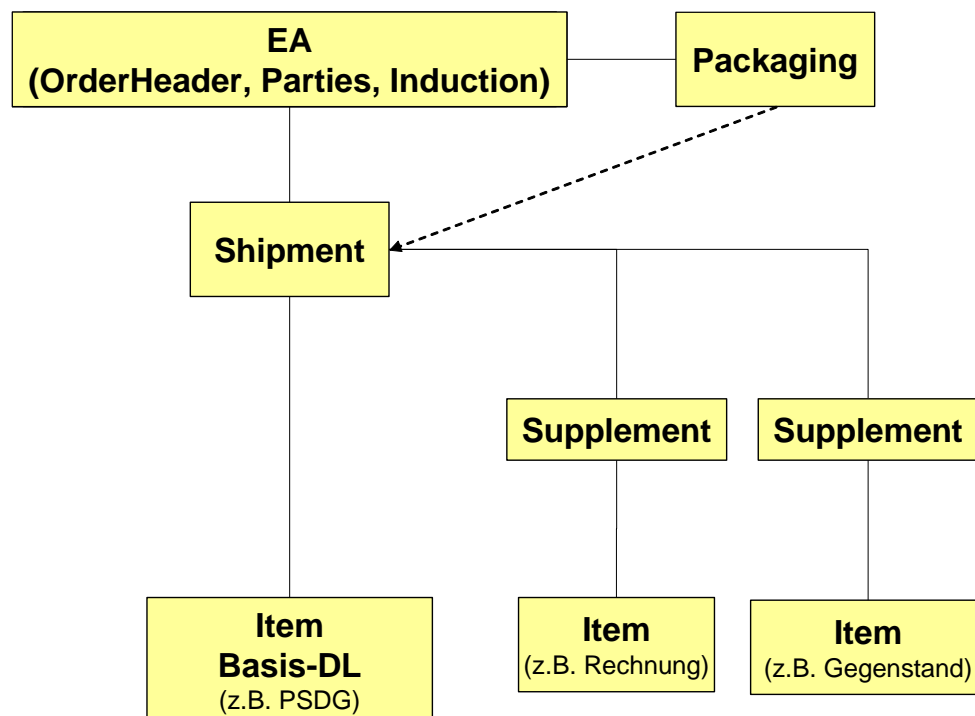 EA
(OrderHeader, Parties, Induction)
Packaging
Shipment
Supplement
Supplement
Item
Basis-DL
(z.B. PSDG)
Item
(z.B. Rechnung)
Item
(z.B. Gegenstand)